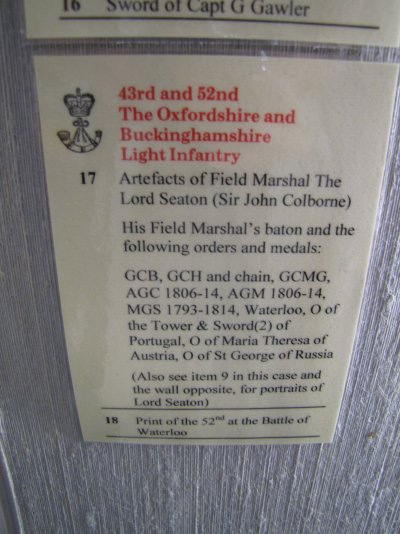 16 Sword of Capt G Gawler
43rd and 52nd
The Oxfordshire and
Buckinghamshire
Light Infantry
17 Artefacts of Field Marshal The
Lord Seaton (Sir John Colborne)
His Field Marshal's baton and the
following orders and medals:
GCB, GCH and chain, GCMG,
AGC 1806-14, AGM 1806-14,
MGS 1793-1814, Waterloo, O of
the Tower & Sword(2) of
Portugal, O of Maria Theresa of
Austria, O of St George of Russia
(Also see item 9 in this case and
the wall opposite, for portraits of
Lord Seaton)
18 Print of the 52nd at the Battle of
Waterloo